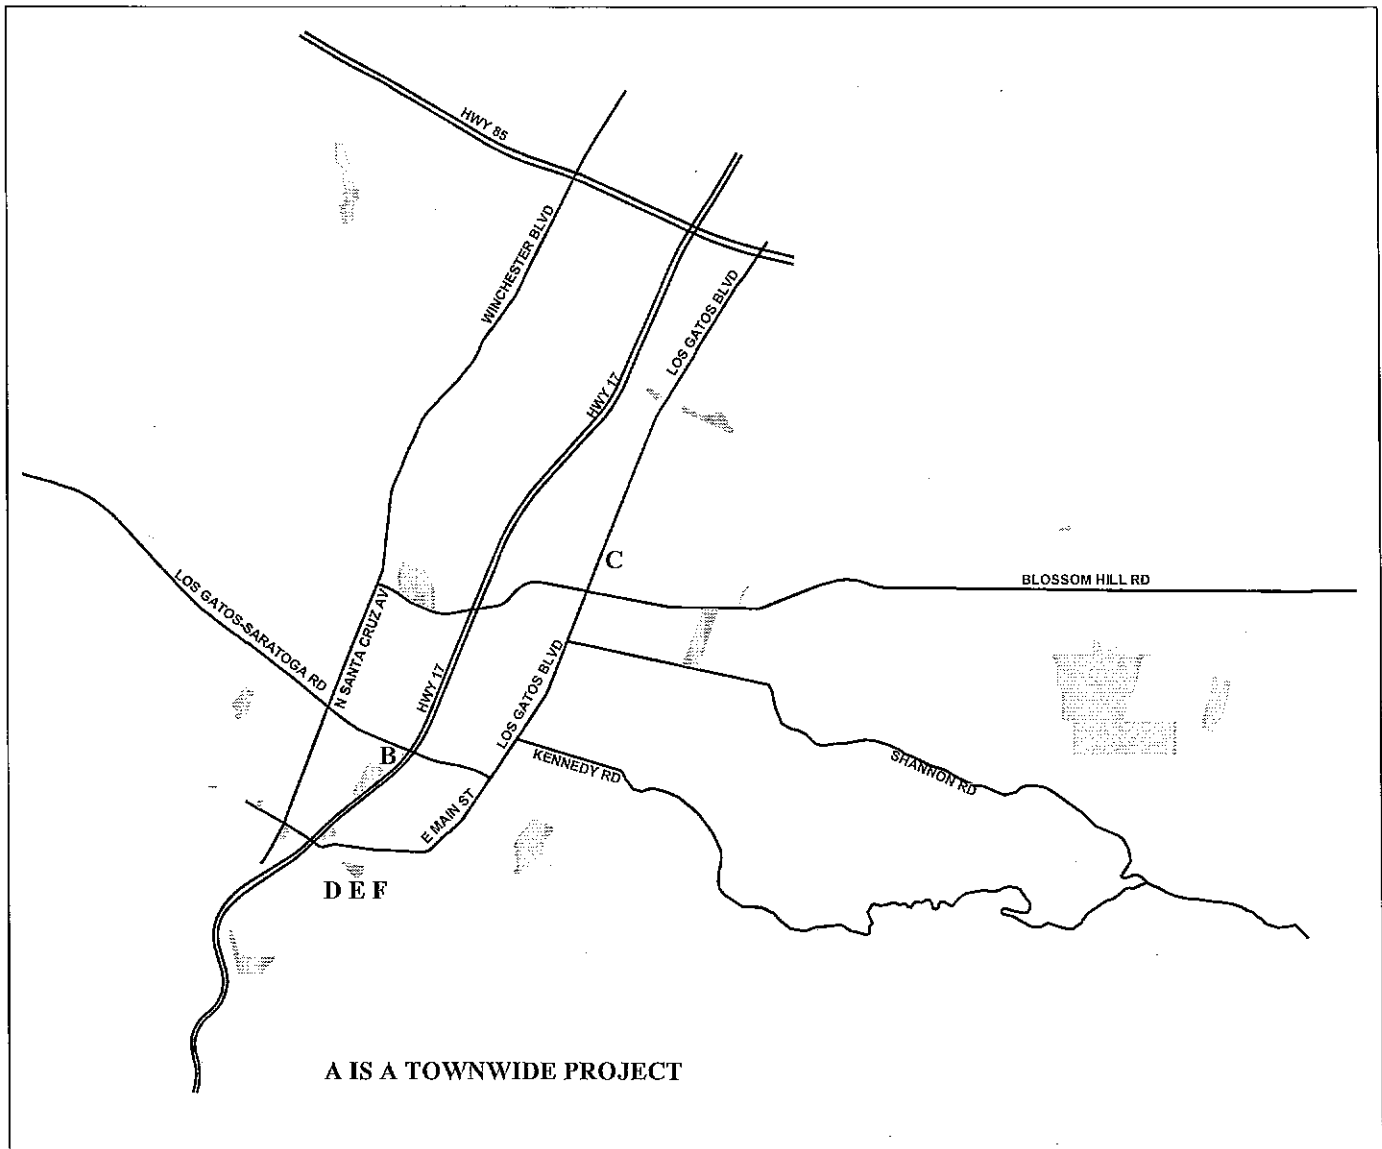 HWY 85
WINCHESTER BLVD
LOS GATOS BLVD
HWY 17
C
BLOSSOM HILL RD
LOS GATOS-SARATOGA RD
N SANTA CRUZ AV
HWY 17
LOS GATOS BLVD
B
KENNEDY RD
SHANNON RD
E MAIN ST
D E F
A IS A TOWNWIDE PROJECT